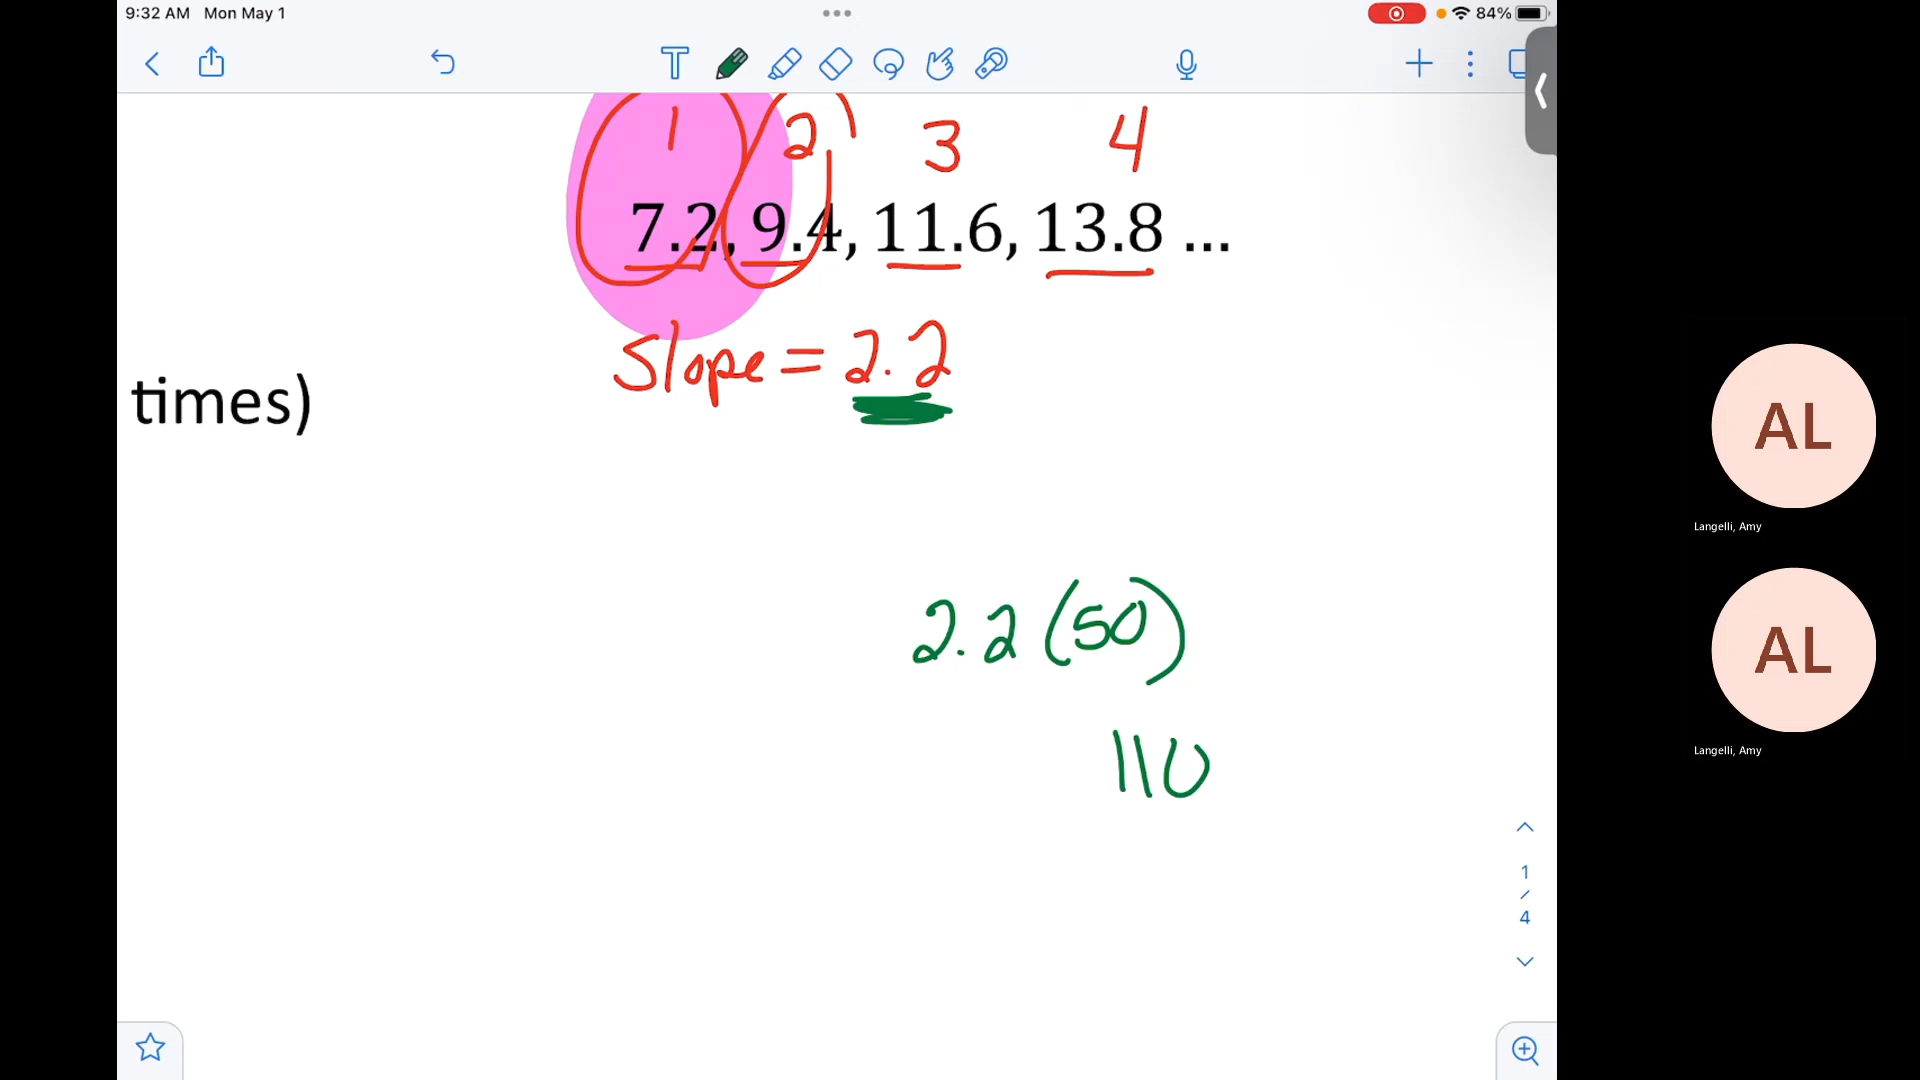 9:32 AM Mon May 1
84%
1 2 3 4
7.2, 9.4, 11.6, 13.8 ...
Slope = 2.2
times)
AL
Langelli, Amy
2.2 (50)
AL
Langelli, Amy
110
1
/
4